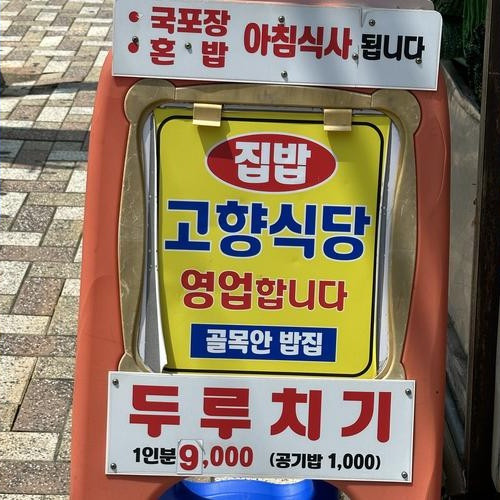 • 국포장 아침식사 됩니다
• 혼 밥
집밥
고향식당
영업합니다
골목안 밥집
두루치기
1인분 9,000 (공기밥 1,000)